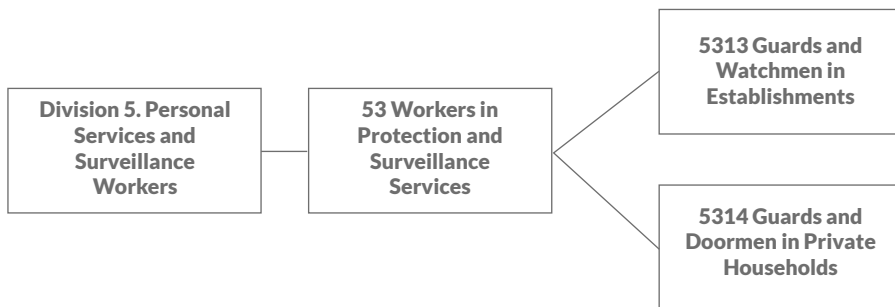 Division 5. Personal
Services and
Surveillance
Workers
53 Workers in
Protection and
Surveillance
Services
5313 Guards and
Watchmen in
Establishments
5314 Guards and
Doormen in Private
Households